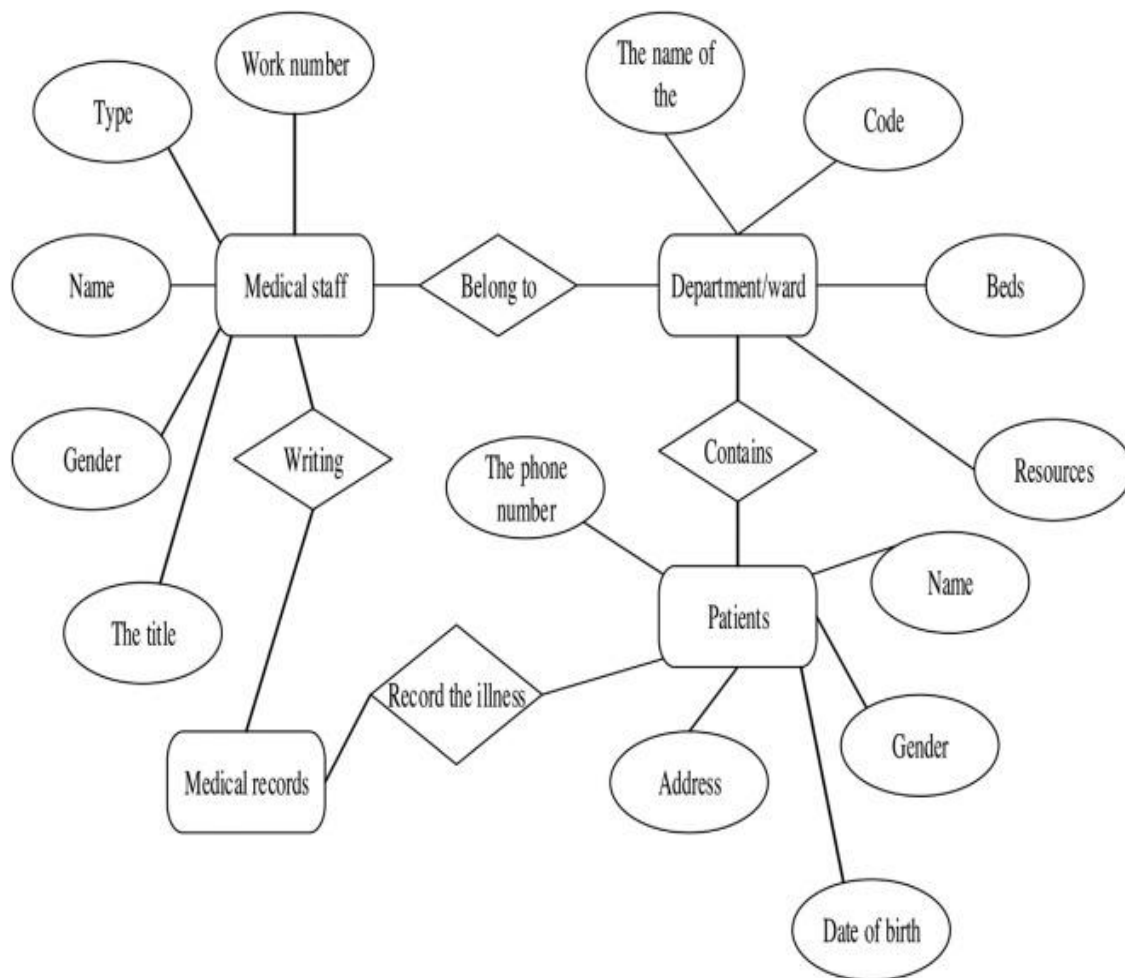 Work number
The name of
the
Type
Code
Name
Medical staff
Belong to
Department/ward
Beds
Gender
Writing
Contains
The phone
number
Resources
Name
The title
Patients
Record the illness
Gender
Medical records
Address
Date of birth